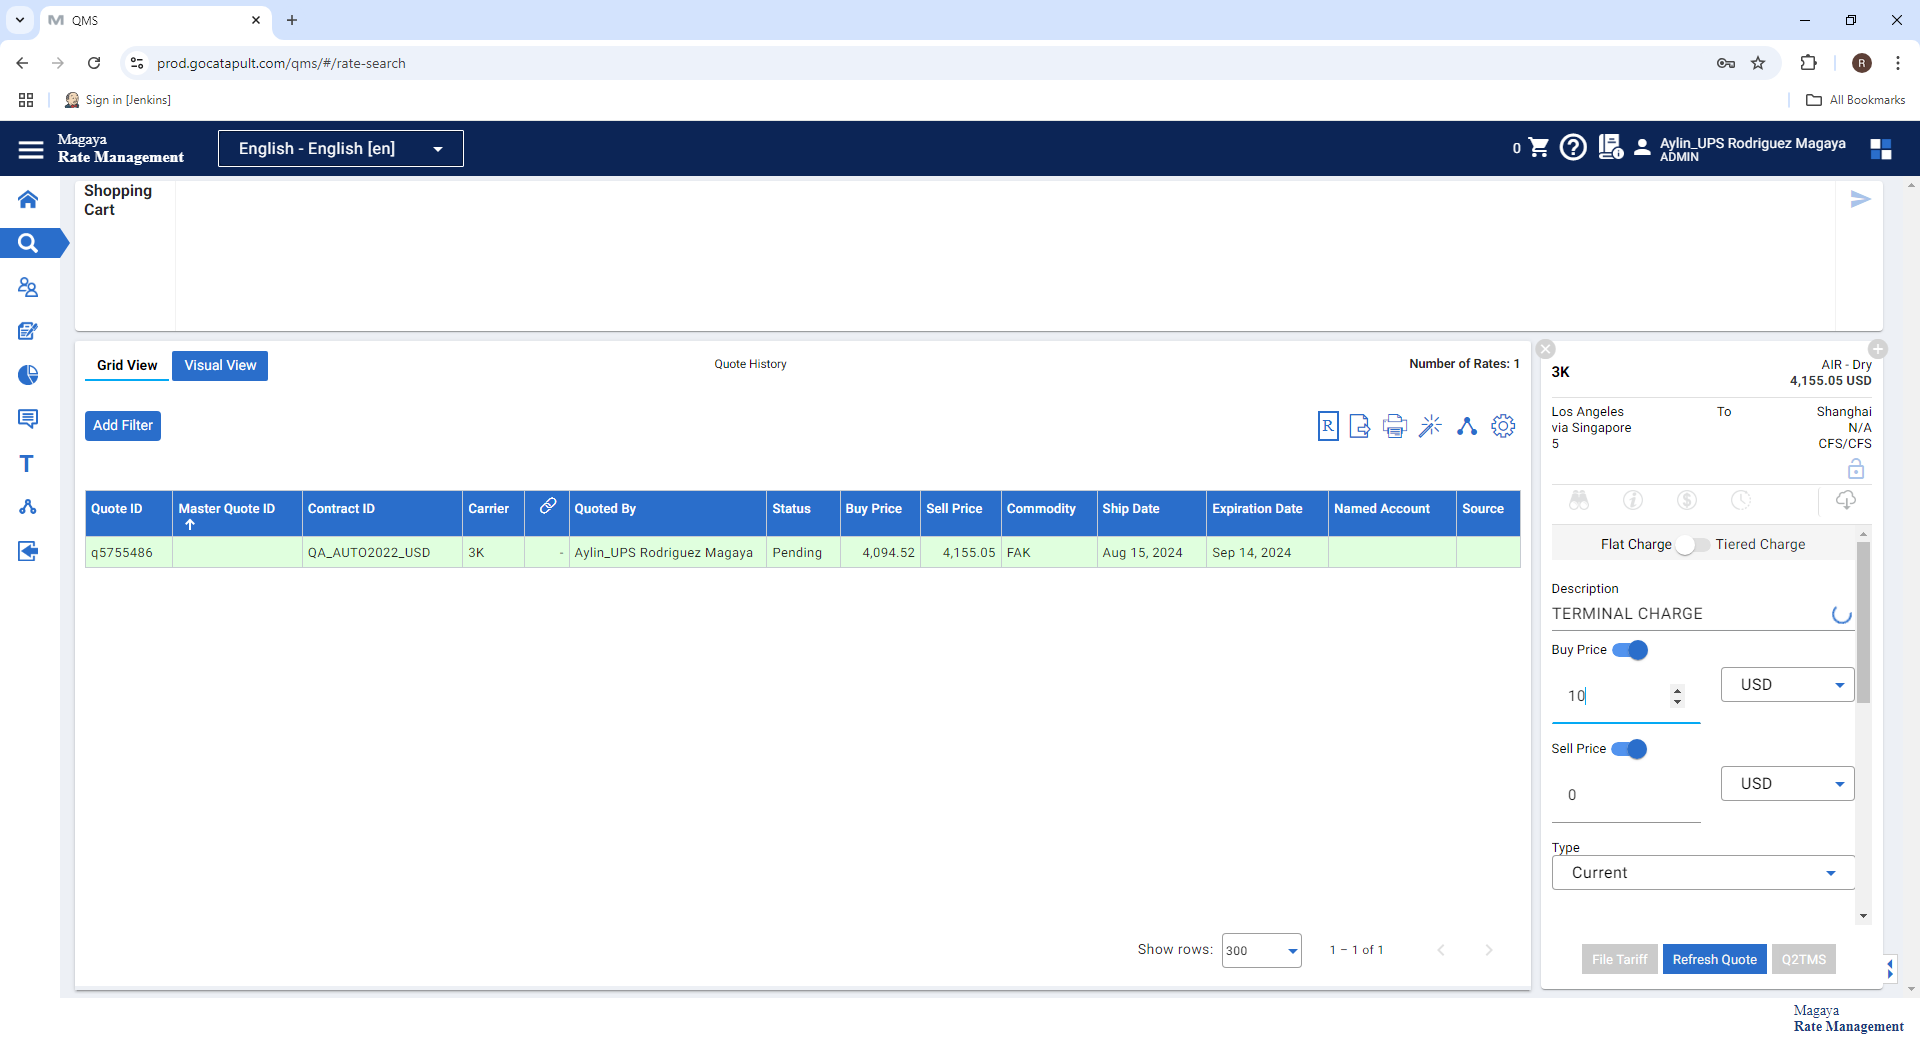 QMS
prod.gocatapult.com/qms/#/rate-search
R
Sign in [Jenkins]
All Bookmarks
Magaya
Rate Management
English - English [en]
0
Aylin_UPS Rodriguez Magaya
ADMIN
Shopping
Cart
Grid View
Visual View
Quote History
Number of Rates: 1
Add Filter
R
Quote ID
Master Quote ID
Contract ID
Carrier
Quoted By
Status
Buy Price
Sell Price
Commodity
Ship Date
Expiration Date
Named Account
Source
q5755486
QA_AUTO2022_USD
3K
-
Aylin_UPS Rodriguez Magaya
Pending
4,094.52
4,155.05
FAK
Aug 15, 2024
Sep 14, 2024
Show rows:
300
1 – 1 of 1
3K
AIR - Dry
4,155.05 USD
Los Angeles
To
Shanghai
via Singapore
N/A
5
CFS/CFS
Flat Charge
Tiered Charge
Description
TERMINAL CHARGE
Buy Price
10
USD
Sell Price
0
USD
Type
Current
File Tariff
Refresh Quote
Q2TMS
Magaya
Rate Management